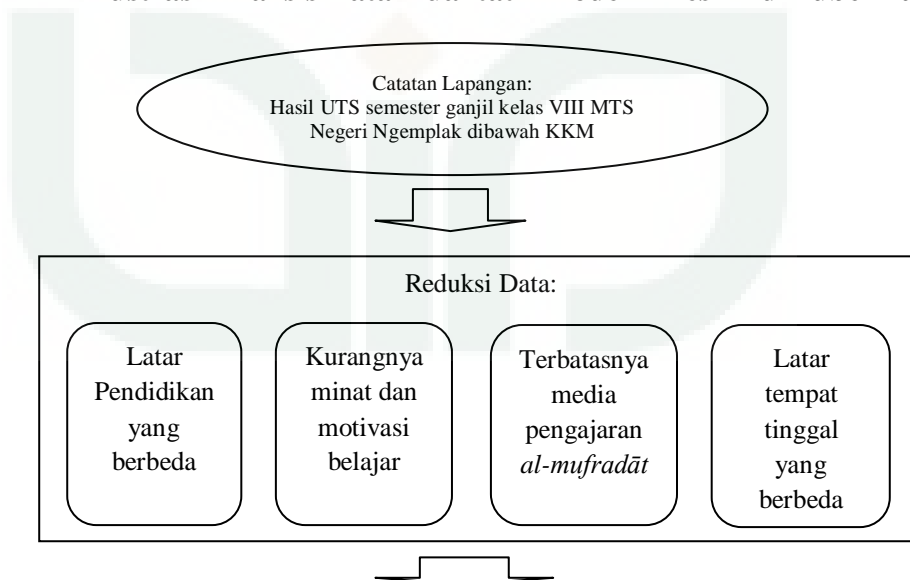 Catatan Lapangan:
Hasil UTS semester ganjil kelas VIII MTS
Negeri Ngemplak dibawah KKM
Reduksi Data:
Latar
Pendidikan
yang
berbeda
Kurangnya
minat dan
motivasi
belajar
Terbatasnya
media
pengajaran
al-mufradāt
Latar
tempat
tinggal
yang
berbeda